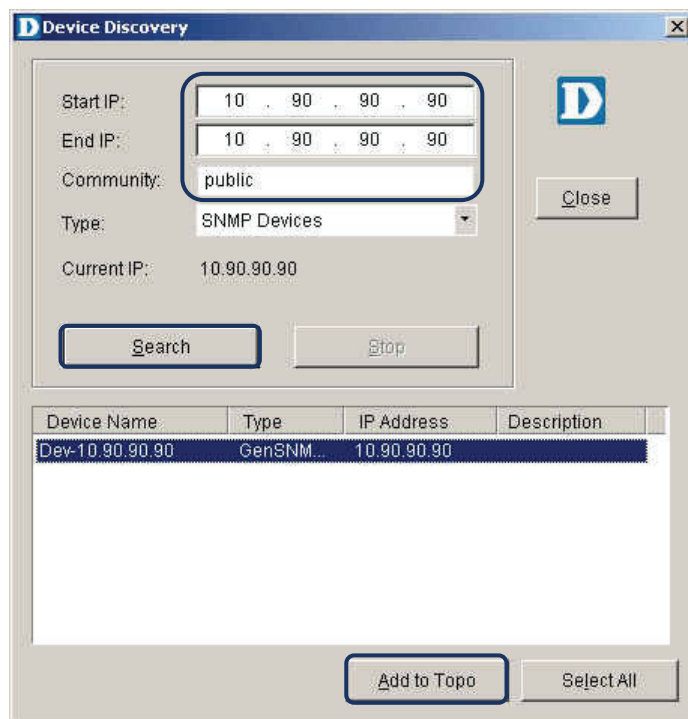 D Device Discovery
Start IP: 10 . 90 . 90 . 90
End IP: 10 . 90 . 90 . 90
Community: public
D
Close
Type: SNMP Devices
Current IP: 10.90.90.90
Search Stop
Device Name Type IP Address Description
Dev-10.90.90.90 GenSNM... 10.90.90.90
Add to Topo Select All